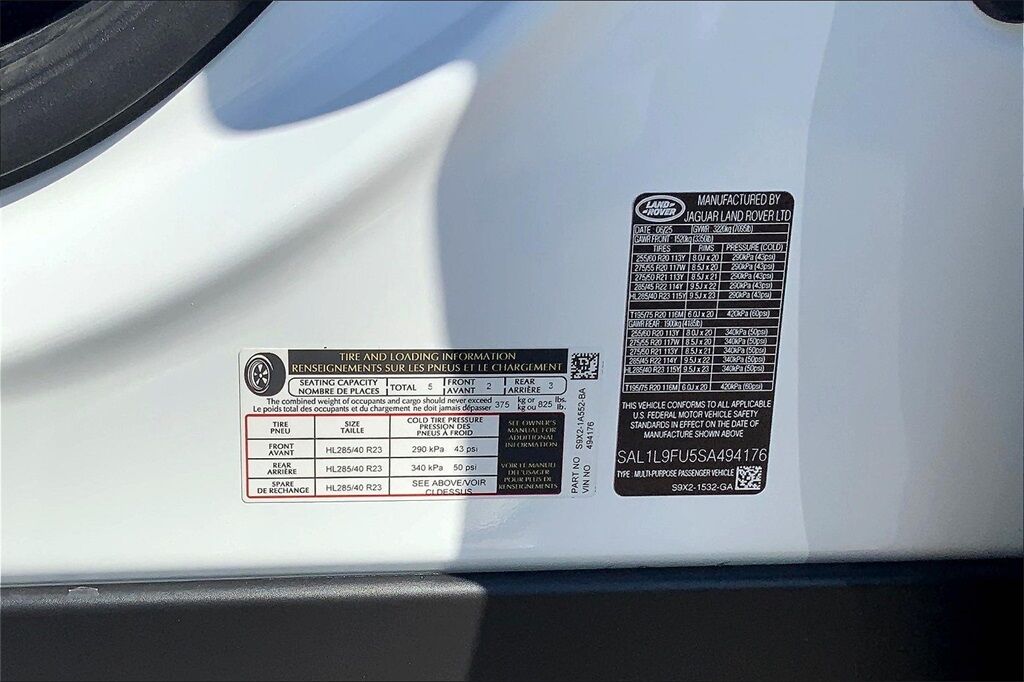 TIRE AND LOADING INFORMATION
RENSEIGNEMENTS SUR LES PNEUS ET LE CHARGEMENT
SEATING CAPACITY
NOMBRE DE PLACES
TOTAL 5
FRONT
AVANT 2
REAR
ARRIÈRE 3
The combined weight of occupants and cargo should never exceed
Le poids total des occupants et du chargement ne doit jamais dépasser
375 kg or
kg ou 825 lbs.
lb.
TIRE
PNEU
SIZE
TAILLE
COLD TIRE PRESSURE
PRESSION DES
PNEUS À FROID
SEE OWNER'S
MANUAL FOR
ADDITIONAL
INFORMATION
FRONT
AVANT
HL285/40 R23 290 kPa 43 psi
REAR
ARRIÈRE
HL285/40 R23 340 kPa 50 psi
VOIR LE MANUEL
DE L'USAGER
POUR PLUS DE
RENSEIGNEMENTS
SPARE
DE RECHANGE
HL285/40 R23 SEE ABOVE/VOIR
CI DESSUS
PART NO S9X2-1A552-BA
VIN NO 494176
LAND
ROVER
MANUFACTURED BY
JAGUAR LAND ROVER LTD
DATE 05/25 GVWR 3220kg (7095lb)
GAWR FRONT 1520kg (3350lb)
TIRES RIMS PRESSURE (COLD)
255/60 R20 113Y 8.0J x 20 290kPa (43psi)
275/55 R20 117W 8.5J x 20 290kPa (43psi)
275/50 R21 113Y 8.5J x 21 290kPa (43psi)
285/45 R22 114Y 9.5J x 22 290kPa (43psi)
HL285/40 R23 115Y 9.5J x 23 290kPa (43psi)
T195/75 R20 116M 6.0J x 20 420kPa (60psi)
GAWR REAR 1900kg (4185lb)
255/60 R20 113Y 8.0J x 20 340kPa (50psi)
275/55 R20 117W 8.5J x 20 340kPa (50psi)
275/50 R21 113Y 8.5J x 21 340kPa (50psi)
285/45 R22 114Y 9.5J x 22 340kPa (50psi)
HL285/40 R23 115Y 9.5J x 23 340kPa (50psi)
T195/75 R20 116M 6.0J x 20 420kPa (60psi)
THIS VEHICLE CONFORMS TO ALL APPLICABLE
U.S. FEDERAL MOTOR VEHICLE SAFETY
STANDARDS IN EFFECT ON THE DATE OF
MANUFACTURE SHOWN ABOVE
SAL1L9FU5SA494176
TYPE: MULTI-PURPOSE PASSENGER VEHICLE
S9X2-1532-GA